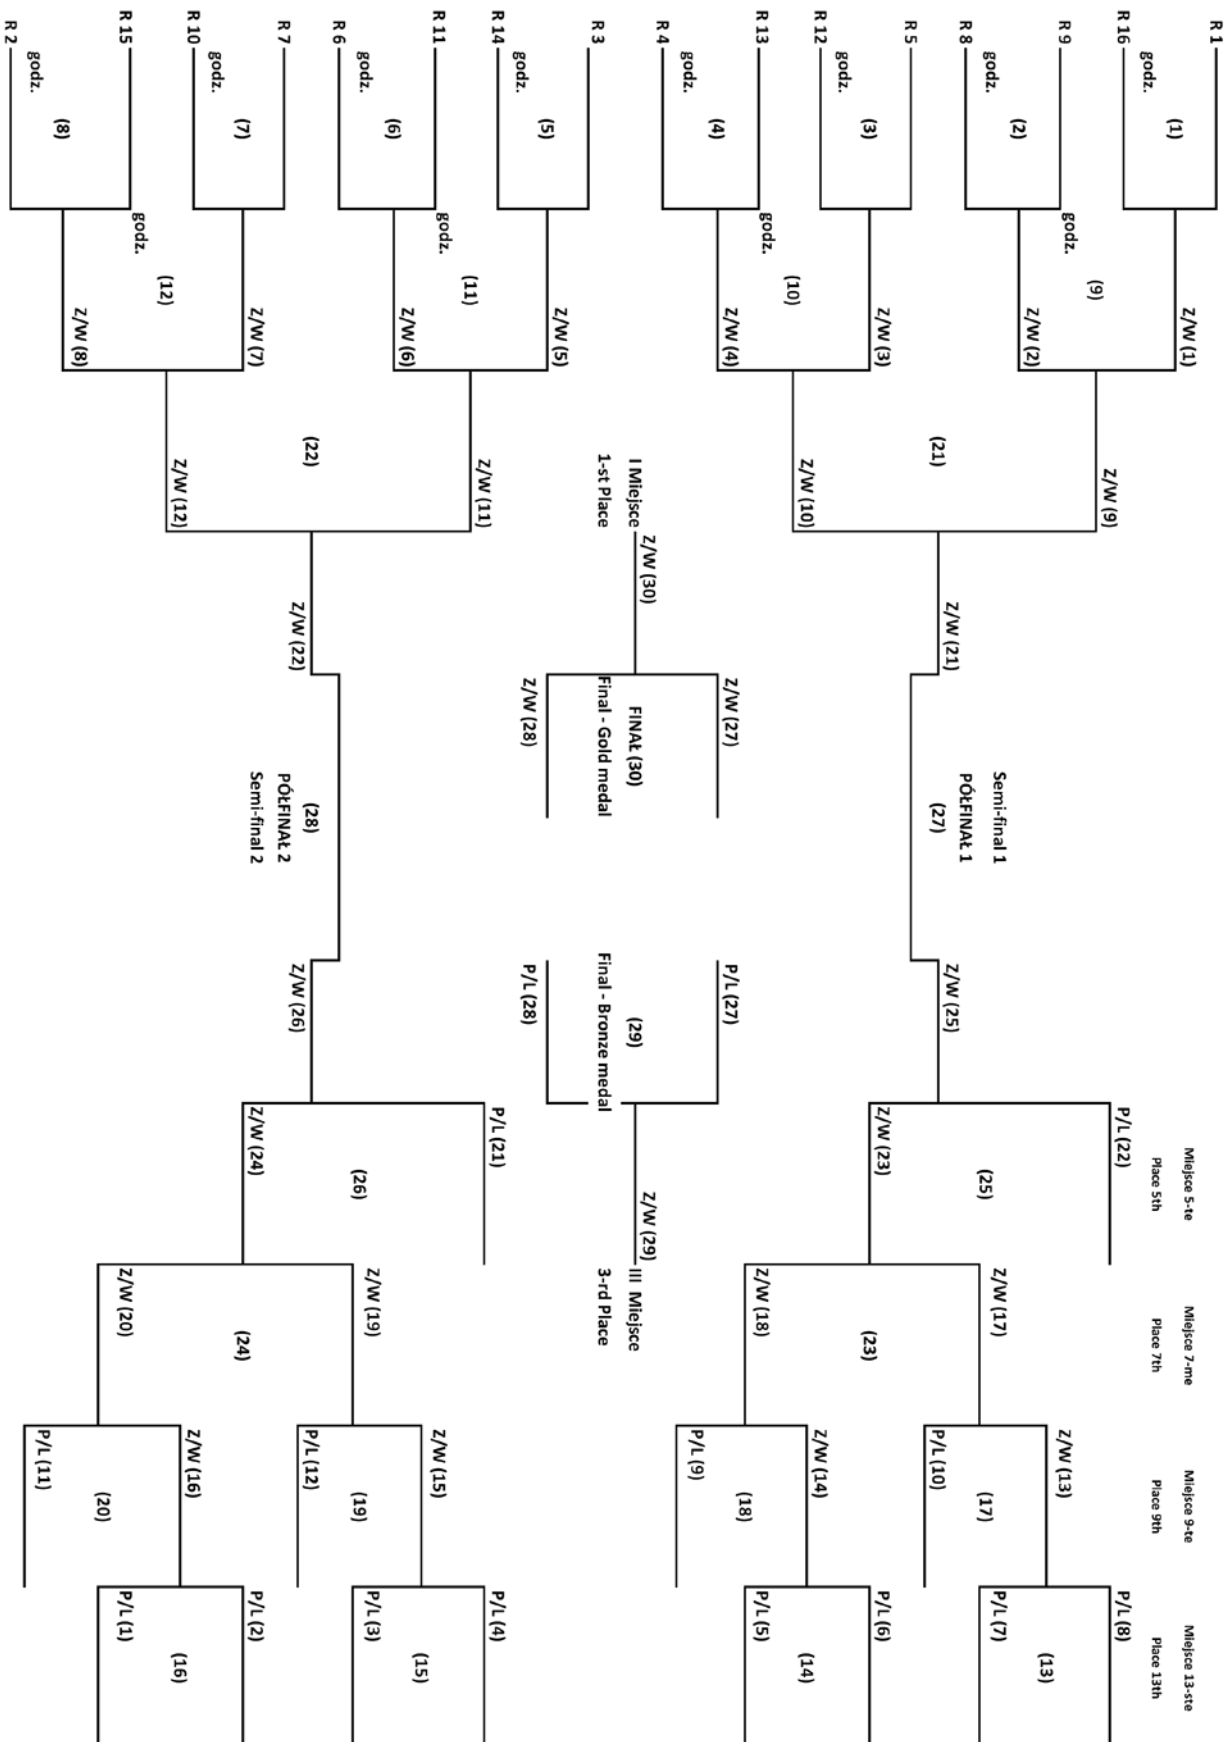 R 1
godz.
(1)
R 16
R 9
godz.
(2)
R 8
R 5
(3)
godz.
R 12
R 13
godz.
(4)
R 4
R 3
(5)
godz.
R 14
R 11
godz.
(6)
R 6
R 7
(7)
godz.
R 10
R 15
godz.
(8)
R 2
Z/W (1)
godz.
(9)
Z/W (2)
Z/W (3)
(10)
godz.
Z/W (4)
Z/W (5)
(11)
godz.
Z/W (6)
Z/W (7)
(12)
godz.
Z/W (8)
Z/W (9)
(21)
Z/W (10)
Z/W (11)
(22)
Z/W (12)
Z/W (21)
Z/W (22)
I Miejsce
1-st Place
Z/W (30)
Z/W (27)
FINAŁ (30)
Final - Gold medal
Z/W (28)
Semi-final 1
PÓŁFINAŁ 1
(27)
(28)
PÓŁFINAŁ 2
Semi-final 2
P/L (27)
(29)
Final - Bronze medal
P/L (28)
Z/W (29)
III Miejsce
3-rd Place
Z/W (25)
Z/W (26)
Miejsce 5-te
Place 5th
P/L (22)
(25)
Z/W (23)
P/L (21)
(26)
Z/W (24)
Miejsce 7-me
Place 7th
Z/W (17)
(23)
Z/W (18)
Z/W (19)
(24)
Z/W (20)
Miejsce 9-te
Place 9th
Z/W (13)
(17)
P/L (10)
Z/W (14)
(18)
P/L (9)
Z/W (15)
(19)
P/L (12)
Z/W (16)
(20)
P/L (11)
Miejsce 13-ste
Place 13th
P/L (8)
(13)
P/L (7)
P/L (6)
(14)
P/L (5)
P/L (4)
(15)
P/L (3)
P/L (2)
(16)
P/L (1)